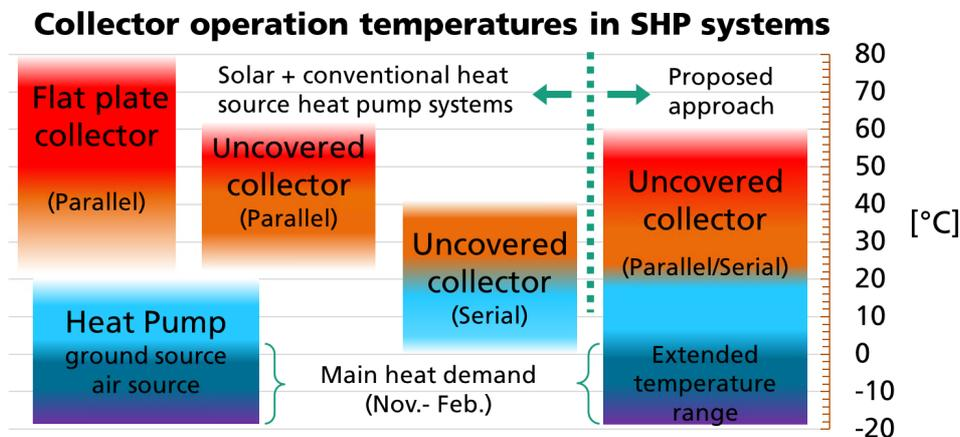 Collector operation temperatures in SHP systems
Solar + conventional heat
source heat pump systems
Proposed
approach
Flat plate
collector
(Parallel)
Uncovered
collector
(Parallel)
Uncovered
collector
(Serial)
Uncovered
collector
(Parallel/Serial)
Heat Pump
ground source
air source
Main heat demand
(Nov.- Feb.)
Extended
temperature
range
80
70
60
50
40
30
20
10
0
-10
-20
[°C]